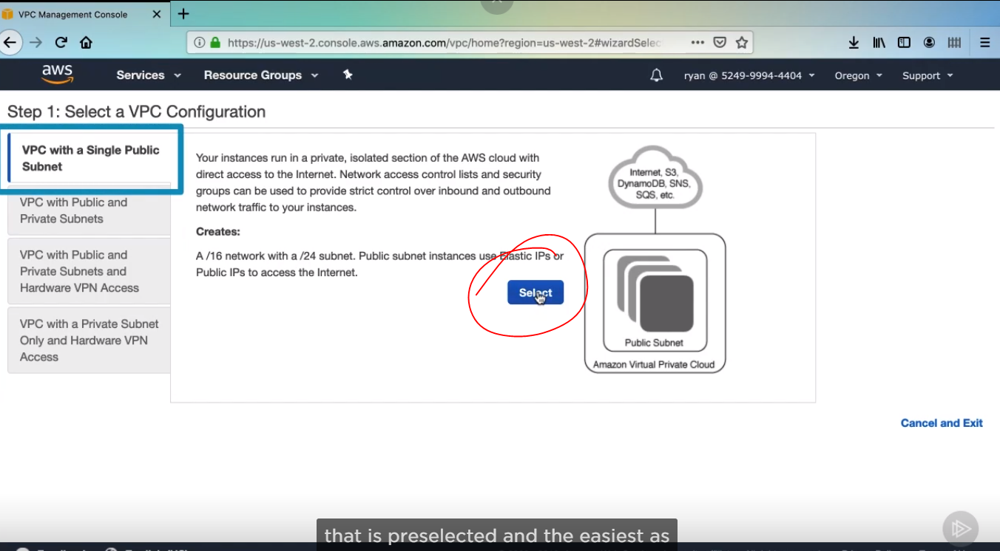 VPC Management Console
https://us-west-2.console.aws.amazon.com/vpc/home?region=us-west-2#wizardSelec
aws Services Resource Groups ryan @ 5249-9994-4404 Oregon Support
Step 1: Select a VPC Configuration
VPC with a Single Public
Subnet
VPC with Public and
Private Subnets
VPC with Public and
Private Subnets and
Hardware VPN Access
VPC with a Private Subnet
Only and Hardware VPN
Access
Your instances run in a private, isolated section of the AWS cloud with
direct access to the Internet. Network access control lists and security
groups can be used to provide strict control over inbound and outbound
network traffic to your instances.
Creates:
A /16 network with a /24 subnet. Public subnet instances use Elastic IPs or
Public IPs to access the Internet.
Select
Internet, S3,
DynamoDB, SNS,
SQS, etc.
Public Subnet
Amazon Virtual Private Cloud
Cancel and Exit
that is preselected and the easiest as